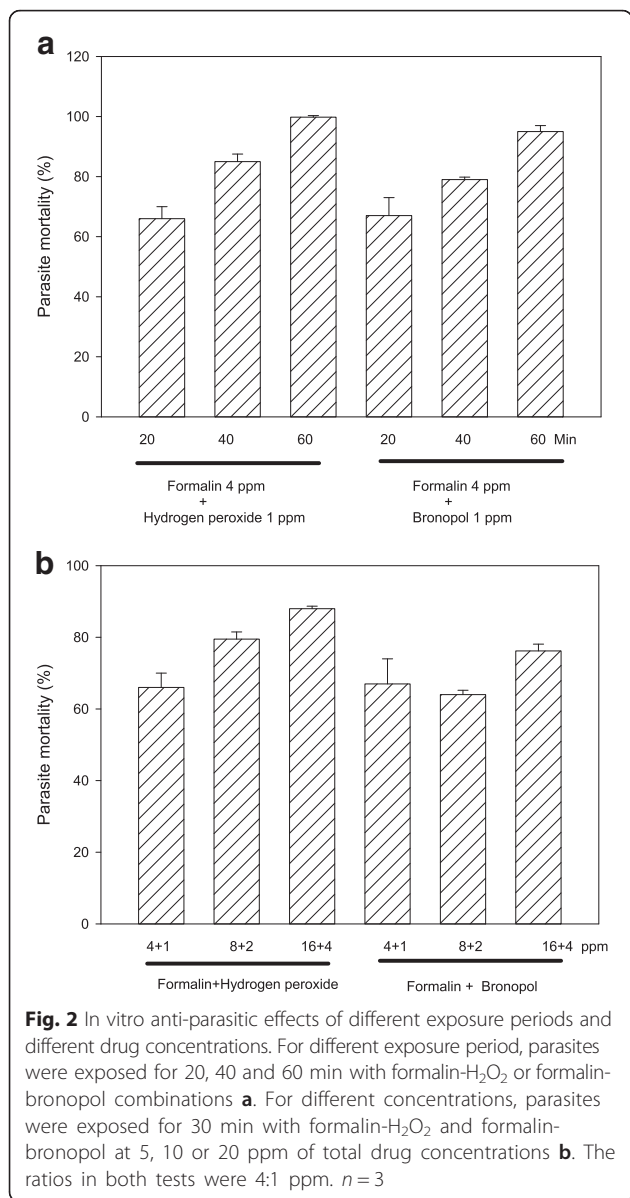 a
120
100
80
60
40
20
0
Parasite mortality (%)
20 40 60 20 40 60 Min
Formalin 4 ppm
+
Hydrogen peroxide 1 ppm
Formalin 4 ppm
+
Bronopol 1 ppm
b
100
80
60
40
20
0
Parasite mortality (%)
4+1 8+2 16+4 4+1 8+2 16+4 ppm
Formalin+Hydrogen peroxide
Formalin + Bronopol
Fig. 2 In vitro anti-parasitic effects of different exposure periods and
different drug concentrations. For different exposure period, parasites
were exposed for 20, 40 and 60 min with formalin-H₂O₂ or formalin-
bronopol combinations a. For different concentrations, parasites
were exposed for 30 min with formalin-H₂O₂ and formalin-
bronopol at 5, 10 or 20 ppm of total drug concentrations b. The
ratios in both tests were 4:1 ppm. n = 3